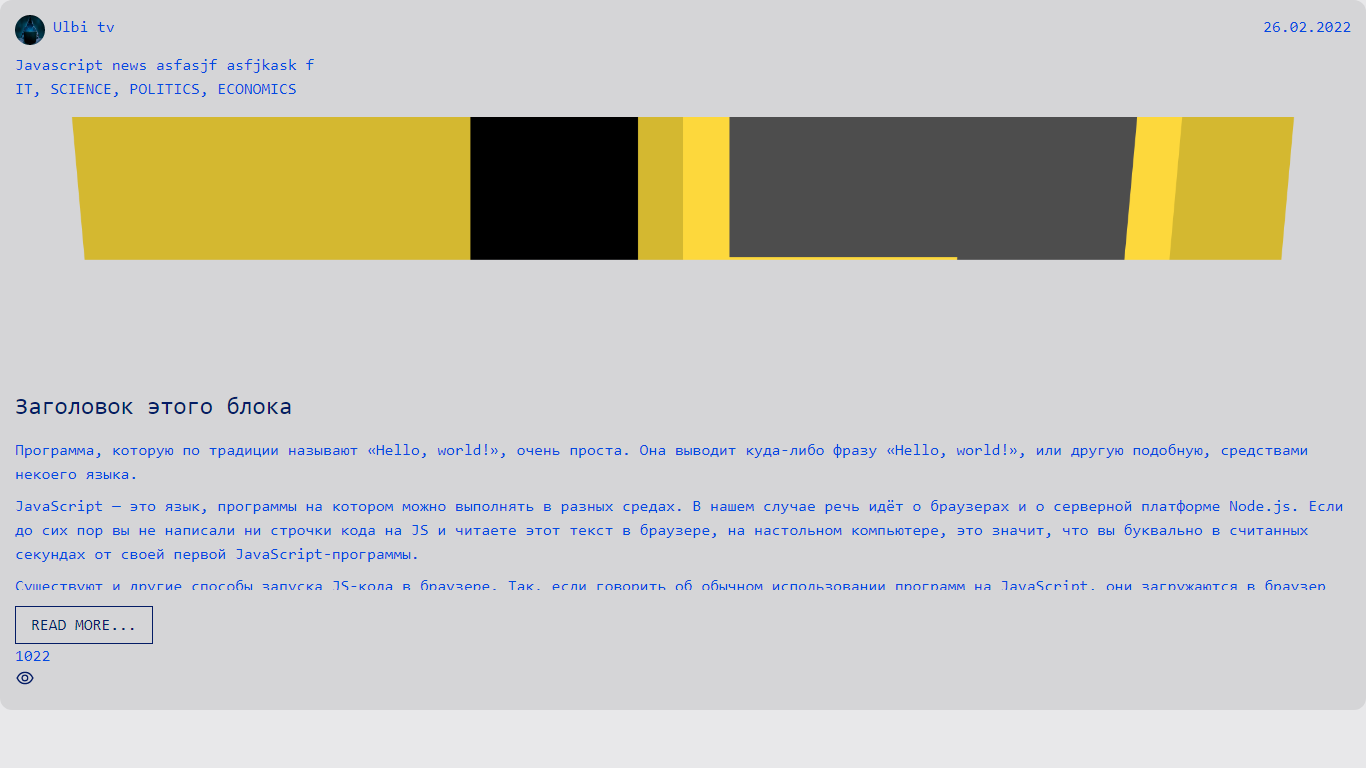 Ulbi tv
26.02.2022
Javascript news asfasjf asfjkask f
IT, SCIENCE, POLITICS, ECONOMICS
Заголовок этого блока
Программа, которую по традиции называют «Hello, world!», очень проста. Она выводит куда-либо фразу «Hello, world!», или другую подобную, средствами
некоего языка.
JavaScript — это язык, программы на котором можно выполнять в разных средах. В нашем случае речь идёт о браузерах и о серверной платформе Node.js. Если
до сих пор вы не написали ни строчки кода на JS и читаете этот текст в браузере, на настольном компьютере, это значит, что вы буквально в считанных
секундах от своей первой JavaScript-программы.
Существуют и другие способы запуска JS-кода в браузере. Так, если говорить об обычном использовании программ на JavaScript, они загружаются в браузер
READ MORE...
1022